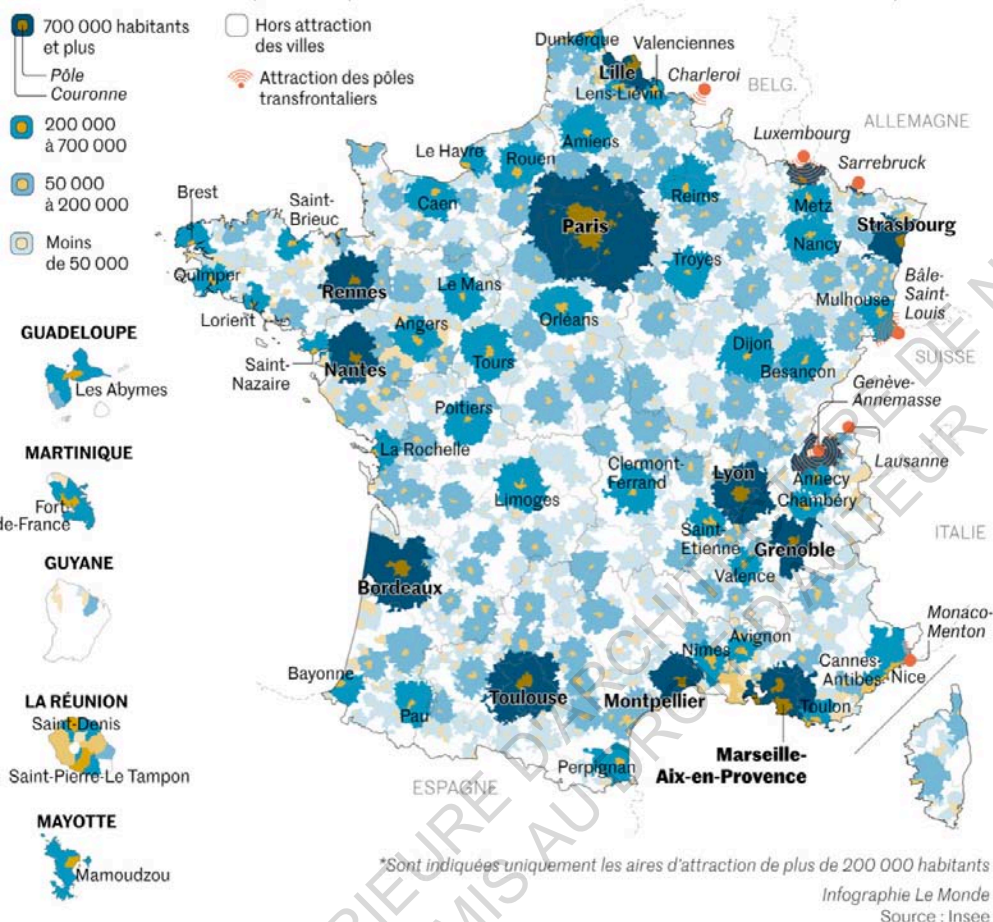 700 000 habitants
et plus
Pôle
Couronne
200 000
à 700 000
50 000
à 200 000
Moins
de 50 000
Hors attraction
des villes
Attraction des pôles
transfrontaliers
Dunkerque
Valenciennes
Lille
Charleroi
Lens-Liévin
BELG.
ALLEMAGNE
Amiens
Luxembourg
Le Havre
Rouen
Sarrebruck
Caen
Reims
Metz
Brest
Saint-
Brieuc
Paris
Strasbourg
Nancy
Quimper
Rennes
Le Mans
Troyes
Bâle-
Saint-
Louis
Mulhouse
Lorient
Angers
Orléans
SUISSE
Saint-
Nazaire
Nantes
Tours
Dijon
Besançon
Genève-
Annemasse
Poitiers
La Rochelle
Lausanne
Clermont-
Ferrand
Lyon
Annecy
Limoges
Chambéry
Saint-
Etienne
Grenoble
ITALIE
Valence
Bordeaux
Monaco-
Menton
Avignon
Nîmes
Cannes-
Antibes
Nice
Bayonne
Toulouse
Montpellier
Pau
Toulon
Marseille-
Aix-en-Provence
Perpignan
ESPAGNE
GUADELOUPE
Les Abymes
MARTINIQUE
Fort-
de-France
GUYANE
LA RÉUNION
Saint-Denis
Saint-Pierre-Le Tampon
MAYOTTE
Mamoudzou
*Sont indiquées uniquement les aires d'attraction de plus de 200 000 habitants
Infographie Le Monde
Source : Insee